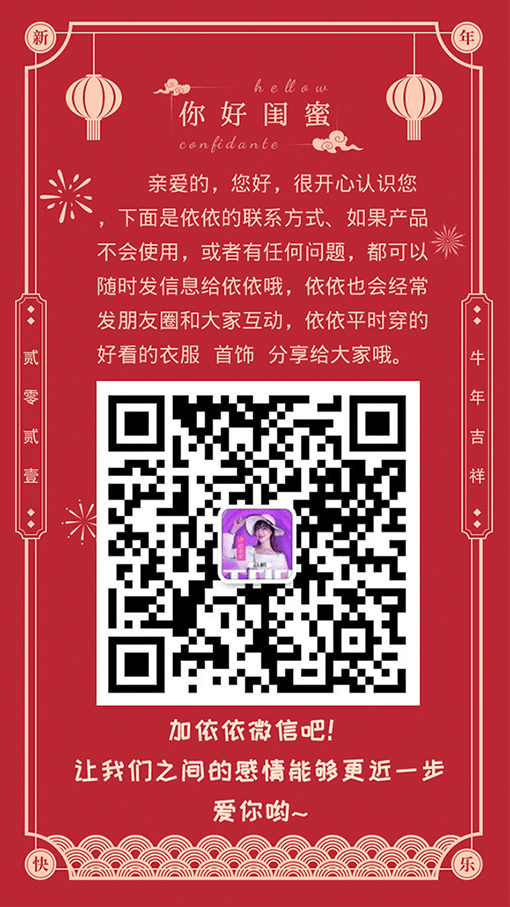 新
年
hellow
你好闺蜜
confidante
亲爱的，您好，很开心认识您
，下面是依依的联系方式、如果产品
不会使用，或者有任何问题，都可以
随时发信息给依依哦，依依也会经常
发朋友圈和大家互动，依依平时穿的
好看的衣服 首饰 分享给大家哦。
贰零贰壹
牛年吉祥
加依依微信吧!
让我们之间的感情能够更近一步
爱你哟~
快
乐